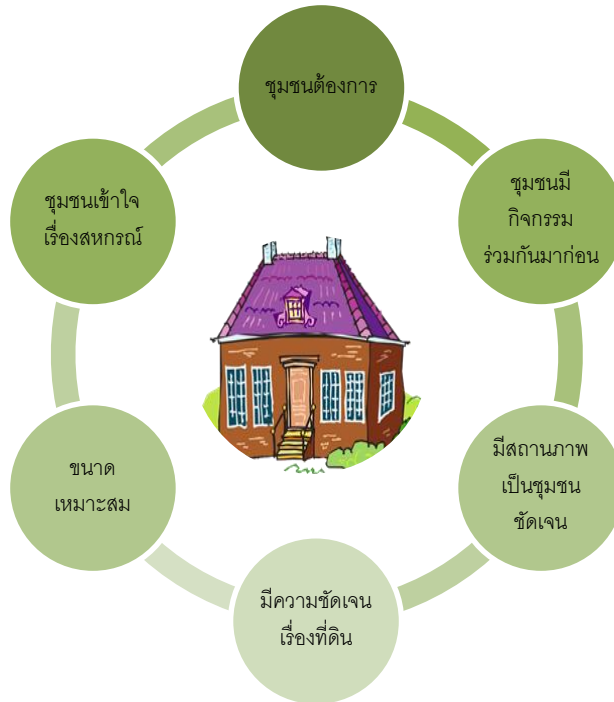 ชุมชนต้องการ
ชุมชนมี
กิจกรรม
ร่วมกันมาก่อน
มีสถานภาพ
เป็นชุมชน
ชัดเจน
มีความชัดเจน
เรื่องที่ดิน
ขนาด
เหมาะสม
ชุมชนเข้าใจ
เรื่องสหกรณ์